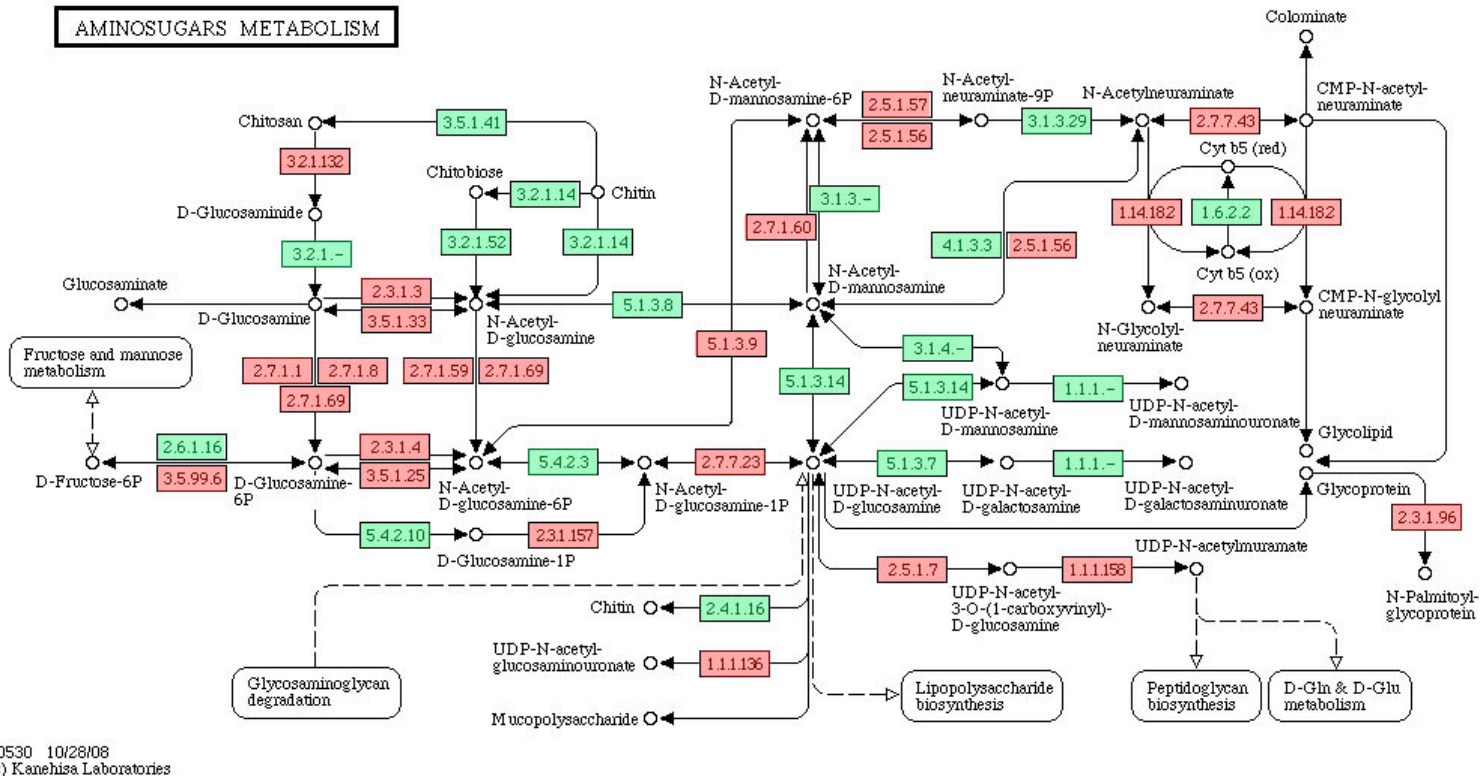 AMINOSUGARS METABOLISM
Colominate
N-Acetyl-
D-mannosamine-6P
N-Acetyl-
neuraminate-9P
N-Acetylneuraminate
CMP-N-acetyl-
neuraminate
2.5.1.57
2.5.1.56
3.1.3.29
2.7.7.43
Chitosan
3.5.1.41
3.2.1.132
Chitobiose
3.2.1.14
Chitin
Cyt b5 (red)
D-Glucosaminide
3.1.3.-
2.7.1.60
1.14.182
1.6.2.2
1.14.182
3.2.1.-
3.2.1.52
3.2.1.14
4.1.3.3
2.5.1.56
Cyt b5 (ox)
Glucosaminate
2.3.1.3
3.5.1.33
D-Glucosamine
N-Acetyl-
D-glucosamine
5.1.3.8
N-Acetyl-
D-mannosamine
2.7.7.43
CMP-N-glycolyl
neuraminate
N-Glycolyl-
neuraminate
Fructose and mannose
metabolism
2.7.1.1
2.7.1.8
2.7.1.69
2.7.1.59
2.7.1.69
5.1.3.9
3.1.4.-
5.1.3.14
5.1.3.14
1.1.1.-
UDP-N-acetyl-
D-mannosamine
UDP-N-acetyl-
D-mannosaminouronate
Glycolipid
2.6.1.16
3.5.99.6
D-Fructose-6P
D-Glucosamine-
6P
2.3.1.4
3.5.1.25
N-Acetyl-
D-glucosamine-6P
5.4.2.3
N-Acetyl-
D-glucosamine-1P
2.7.7.23
UDP-N-acetyl-
D-glucosamine
5.1.3.7
UDP-N-acetyl-
D-galactosamine
1.1.1.-
UDP-N-acetyl-
D-galactosaminuronate
Glycoprotein
2.3.1.96
5.4.2.10
D-Glucosamine-1P
2.3.1.157
UDP-N-acetylmuramate
2.5.1.7
1.1.1.158
UDP-N-acetyl-
3-O-(1-carboxyvinyl)-
D-glucosamine
N-Palmitoyl-
glycoprotein
Chitin
2.4.1.16
UDP-N-acetyl-
glucosaminouronate
1.1.1.136
Mucopolysaccharide
Glycosaminoglycan
degradation
Lipopolysaccharide
biosynthesis
Peptidoglycan
biosynthesis
D-Gln & D-Glu
metabolism
0530 10/28/08
) Kanehisa Laboratories